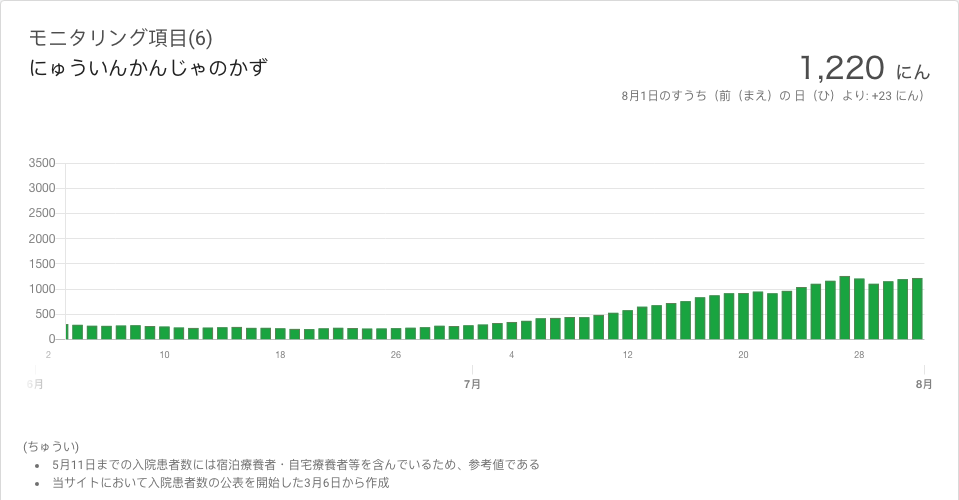 モニタリング項目(6)
にゅういんかんじゃのかず
1,220 にん
8月1日のすうち（前（まえ）の 日（ひ）より: +23 にん）
3500
3000
2500
2000
1500
1000
500
0
2 10 18 26 4 12 20 28
6月 7月 8月
(ちゅうい)
• 5月11日までの入院患者数には宿泊療養者・自宅療養者等を含んでいるため、参考値である
• 当サイトにおいて入院患者数の公表を開始した3月6日から作成